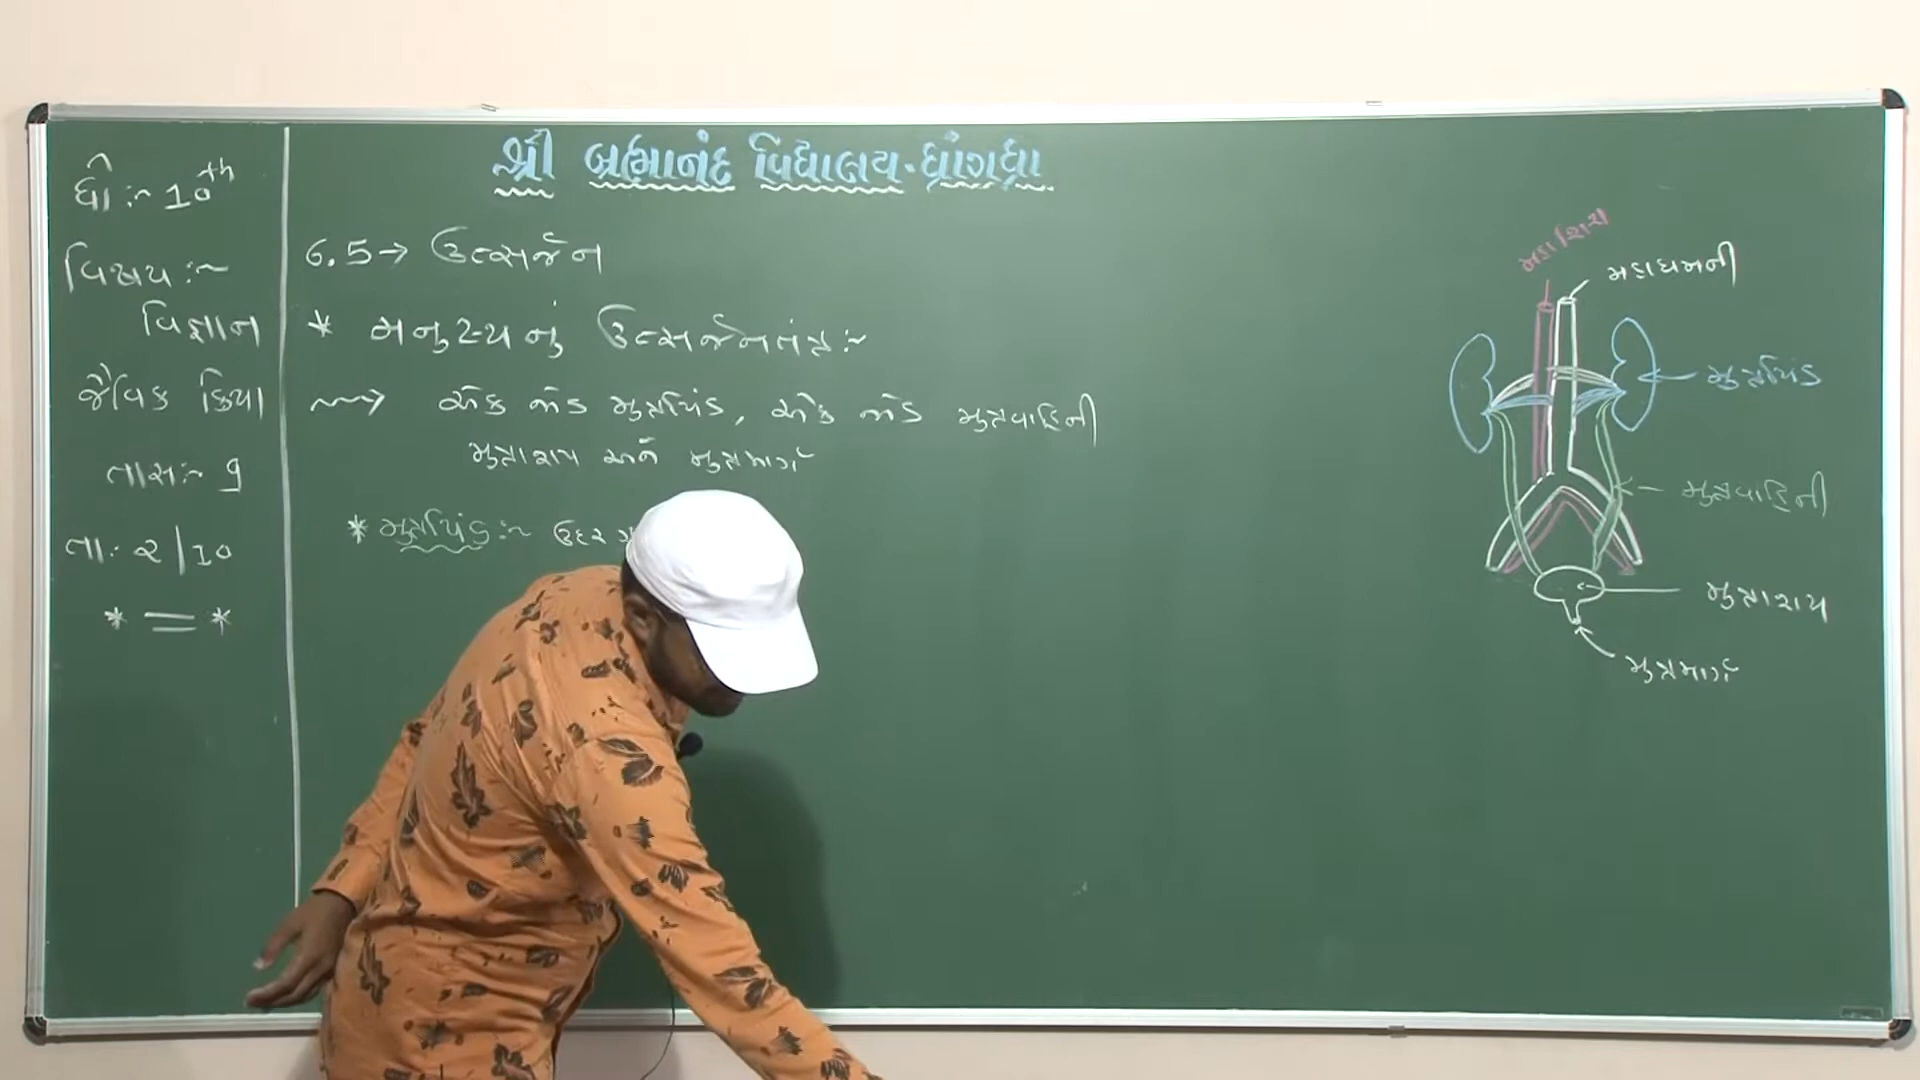 શ્રી બ્રહ્માનંદ વિદ્યાલય - ધ્રાંગધ્રા
ધો :- 10th
વિષય :-
વિજ્ઞાન
જૈવિક ક્રિયા
તાસ :- 9
તા: ૨/10
* = *
6.5 → ઉત્સર્જન
* મનુષ્યનું ઉત્સર્જનતંત્ર :-
એક જોડ મુત્રપિંડ, એક જોડ મુત્રવાહિની
મુત્રાશય અને મુત્રમાર્ગ
* મુત્રપિંડ :- ઉદર
મહાશિરા
મહાધમની
મુત્રપિંડ
મુત્રવાહિની
મુત્રાશય
મુત્રમાર્ગ